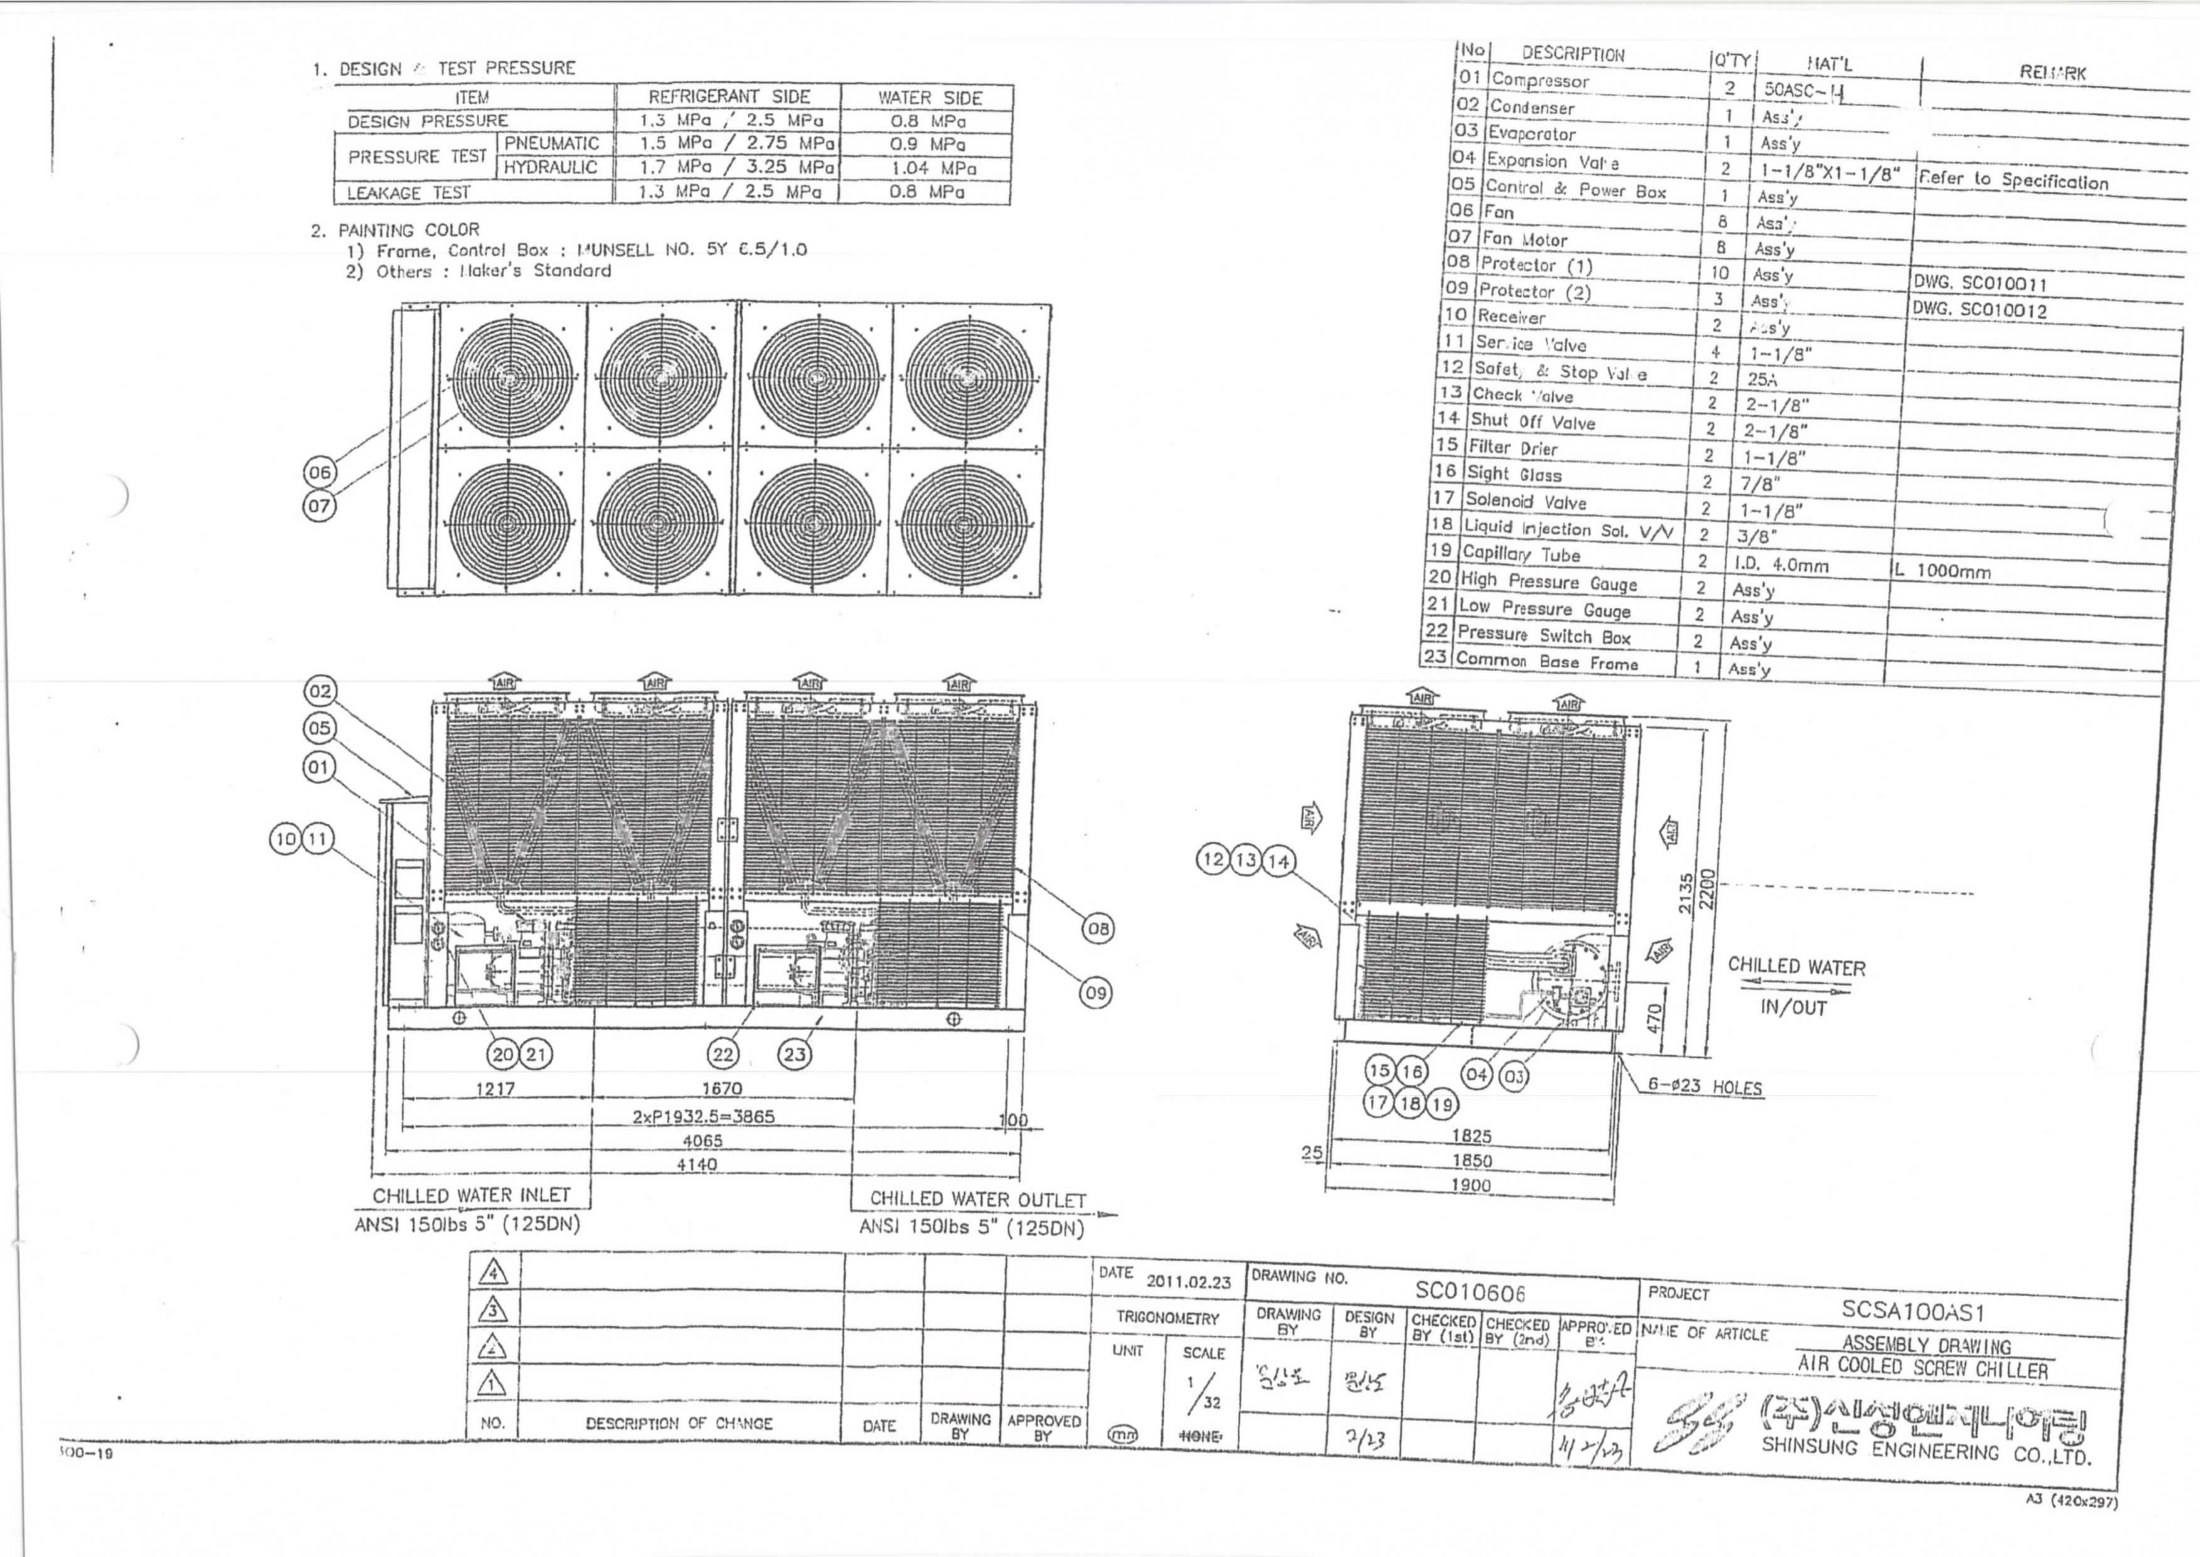 1. DESIGN & TEST PRESSURE
ITEM REFRIGERANT SIDE WATER SIDE
DESIGN PRESSURE 1.3 MPa / 2.5 MPa 0.8 MPa
PRESSURE TEST PNEUMATIC 1.5 MPa / 2.75 MPa 0.9 MPa
HYDRAULIC 1.7 MPa / 3.25 MPa 1.04 MPa
LEAKAGE TEST 1.3 MPa / 2.5 MPa 0.8 MPa
2. PAINTING COLOR
1) Frame, Control Box : MUNSELL NO. 5Y 6.5/1.0
2) Others : Maker's Standard
No DESCRIPTION Q'TY MAT'L REMARK
01 Compressor 2 50ASC-H
02 Condenser 1 Ass'y
03 Evaporator 1 Ass'y
04 Expansion Valve 2 1-1/8"X1-1/8" Refer to Specification
05 Control & Power Box 1 Ass'y
06 Fan 8 Ass'y
07 Fan Motor 8 Ass'y
08 Protector (1) 10 Ass'y DWG. SC010011
09 Protector (2) 3 Ass'y DWG. SC010012
10 Receiver 2 Ass'y
11 Service Valve 4 1-1/8"
12 Safety & Stop Valve 2 25A
13 Check Valve 2 2-1/8"
14 Shut Off Valve 2 2-1/8"
15 Filter Drier 2 1-1/8"
16 Sight Glass 2 7/8"
17 Solenoid Valve 2 1-1/8"
18 Liquid Injection Sol. V/V 2 3/8"
19 Capillary Tube 2 I.D. 4.0mm L 1000mm
20 High Pressure Gauge 2 Ass'y
21 Low Pressure Gauge 2 Ass'y
22 Pressure Switch Box 2 Ass'y
23 Common Base Frame 1 Ass'y
06
07
AIR AIR AIR AIR
02
05
01
10 11
08
09
20 21 22 23
1217 1670
2xP1932.5=3865 100
4065
4140
CHILLED WATER INLET
ANSI 150lbs 5" (125DN)
CHILLED WATER OUTLET
ANSI 150lbs 5" (125DN)
AIR AIR
AIR AIR
12 13 14
AIR AIR
2135
2200
470
CHILLED WATER
IN/OUT
15 16 04 03
17 18 19
6-ø23 HOLES
1825
25 1850
1900
4
3
2
1
NO. DESCRIPTION OF CHANGE DATE DRAWING BY APPROVED BY
DATE 2011.02.23
TRIGONOMETRY
UNIT SCALE
1/32
mm NONE
DRAWING NO. SC010606
DRAWING BY DESIGN BY CHECKED BY (1st) CHECKED BY (2nd) APPROVED BY
2/23 11/2/23
PROJECT SCSA100AS1
NAME OF ARTICLE ASSEMBLY DRAWING
AIR COOLED SCREW CHILLER
(주)신성엔지니어링
SHINSUNG ENGINEERING CO.,LTD.
00-19
A3 (420x297)